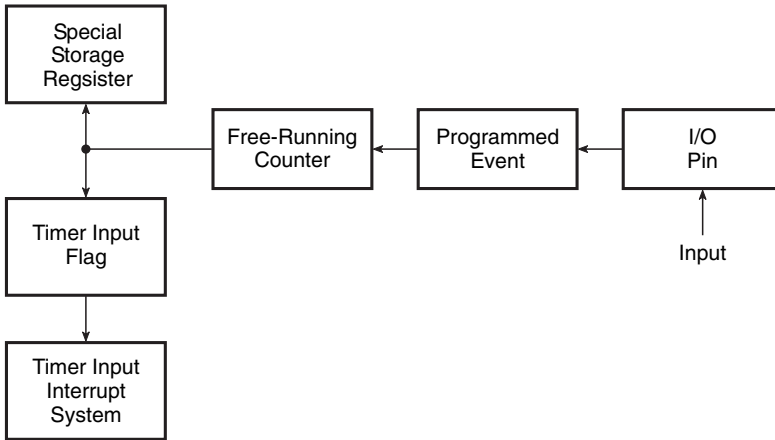 Special
Storage
Regsister
Free-Running
Counter
Programmed
Event
I/O
Pin
Timer Input
Flag
Input
Timer Input
Interrupt
System